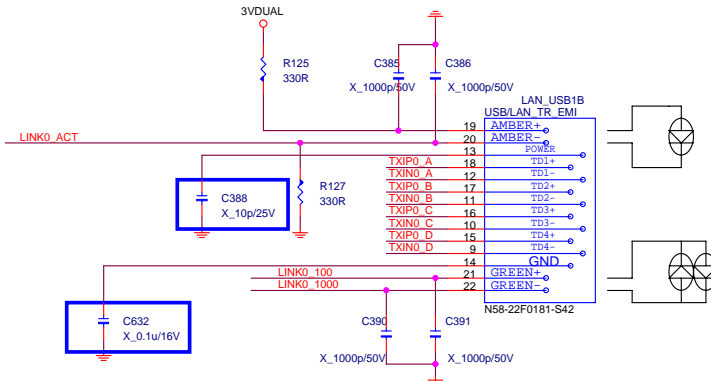 3VDUAL
R125
330R
C385
X_1000p/50V
C386
X_1000p/50V
LAN_USB1B
USB/LAN_TR_EMI
19 AMBER+
LINK0_ACT 20 AMBER-
13 POWER
TXIP0_A 18 TD1+
TXIN0_A 12 TD1-
TXIP0_B 17 TD2+
TXIN0_B 11 TD2-
TXIP0_C 16 TD3+
TXIN0_C 10 TD3-
TXIP0_D 15 TD4+
TXIN0_D 9 TD4-
C388
X_10p/25V
R127
330R
14 GND
LINK0_100 21 GREEN+
LINK0_1000 22 GREEN-
N58-22F0181-S42
C632
X_0.1u/16V
C390
X_1000p/50V
C391
X_1000p/50V